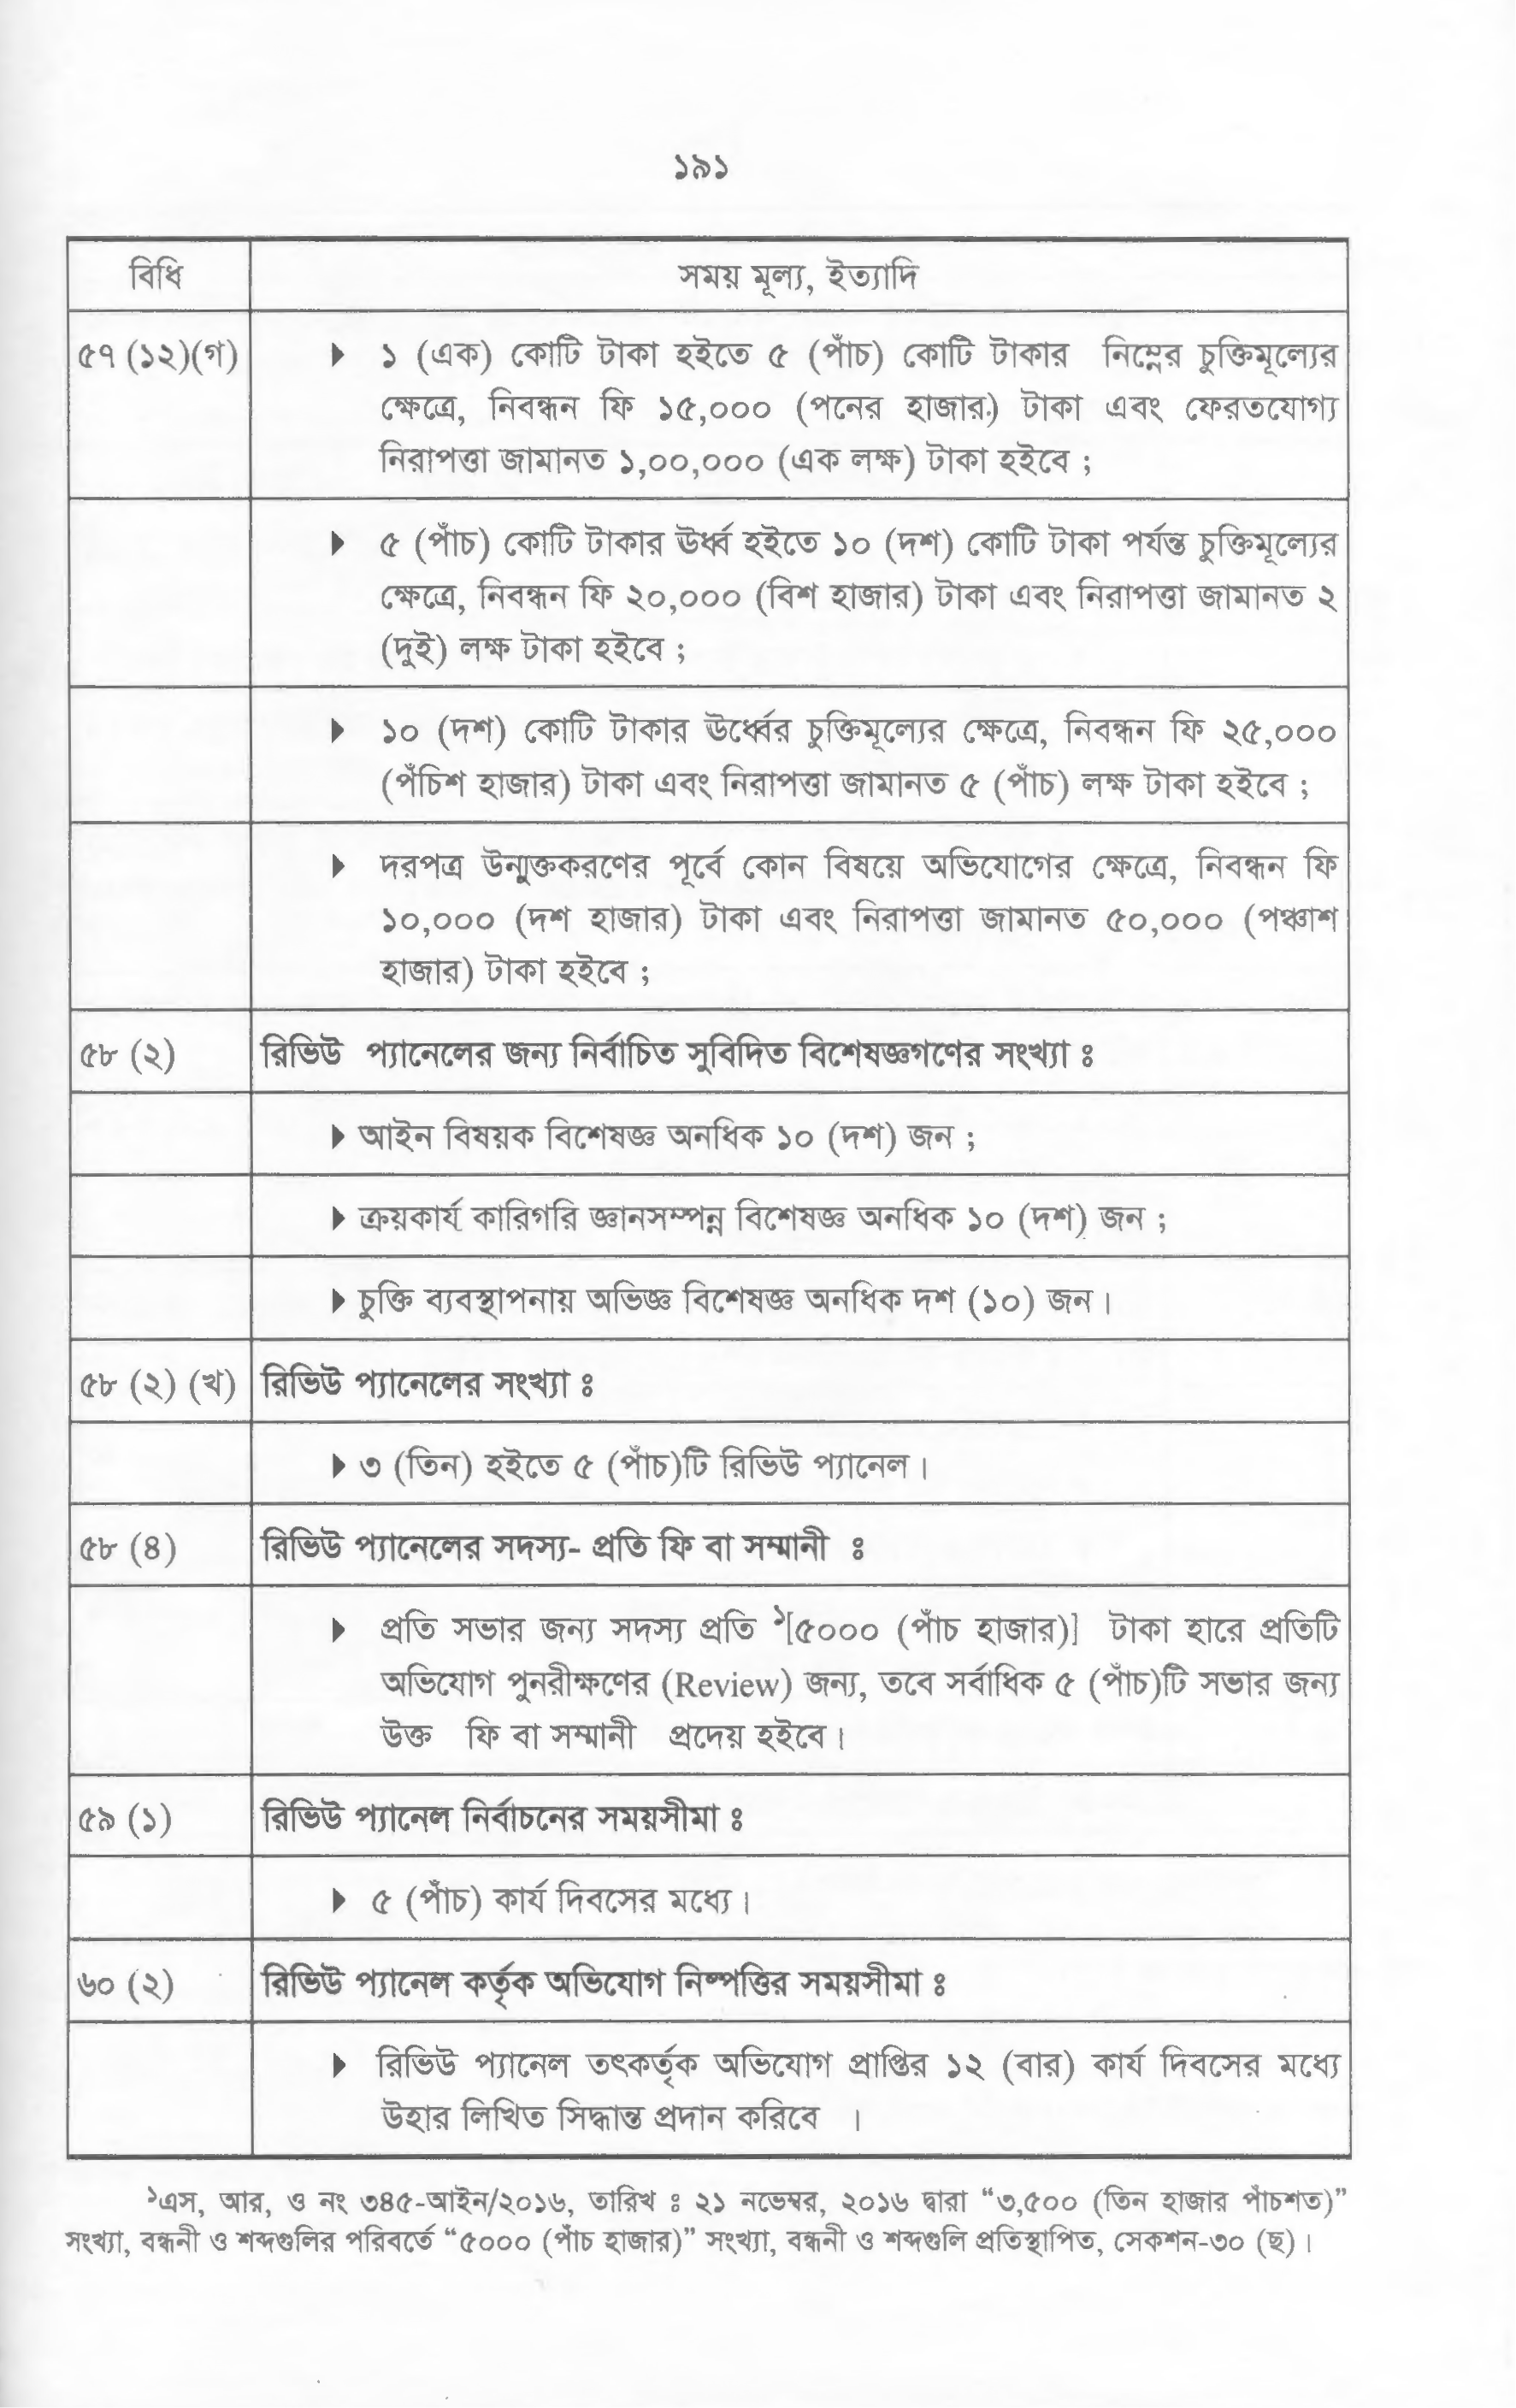 ১৯১
বিধি সময় মূল্য, ইত্যাদি
৫৭ (১২)(গ) ১ (এক) কোটি টাকা হইতে ৫ (পাঁচ) কোটি টাকার নিম্নের চুক্তিমূল্যের
ক্ষেত্রে, নিবন্ধন ফি ১৫,০০০ (পনের হাজার) টাকা এবং ফেরতযোগ্য
নিরাপত্তা জামানত ১,০০,০০০ (এক লক্ষ) টাকা হইবে ;
৫ (পাঁচ) কোটি টাকার ঊর্ধ্ব হইতে ১০ (দশ) কোটি টাকা পর্যন্ত চুক্তিমূল্যের
ক্ষেত্রে, নিবন্ধন ফি ২০,০০০ (বিশ হাজার) টাকা এবং নিরাপত্তা জামানত ২
(দুই) লক্ষ টাকা হইবে ;
১০ (দশ) কোটি টাকার ঊর্ধ্বের চুক্তিমূল্যের ক্ষেত্রে, নিবন্ধন ফি ২৫,০০০
(পঁচিশ হাজার) টাকা এবং নিরাপত্তা জামানত ৫ (পাঁচ) লক্ষ টাকা হইবে ;
দরপত্র উন্মুক্তকরণের পূর্বে কোন বিষয়ে অভিযোগের ক্ষেত্রে, নিবন্ধন ফি
১০,০০০ (দশ হাজার) টাকা এবং নিরাপত্তা জামানত ৫০,০০০ (পঞ্চাশ
হাজার) টাকা হইবে ;
৫৮ (২) রিভিউ প্যানেলের জন্য নির্বাচিত সুবিদিত বিশেষজ্ঞগণের সংখ্যা ঃ
আইন বিষয়ক বিশেষজ্ঞ অনধিক ১০ (দশ) জন ;
ক্রয়কার্য কারিগরি জ্ঞানসম্পন্ন বিশেষজ্ঞ অনধিক ১০ (দশ) জন ;
চুক্তি ব্যবস্থাপনায় অভিজ্ঞ বিশেষজ্ঞ অনধিক দশ (১০) জন।
৫৮ (২) (খ) রিভিউ প্যানেলের সংখ্যা ঃ
৩ (তিন) হইতে ৫ (পাঁচ)টি রিভিউ প্যানেল।
৫৮ (৪) রিভিউ প্যানেলের সদস্য- প্রতি ফি বা সম্মানী ঃ
প্রতি সভার জন্য সদস্য প্রতি ১[৫০০০ (পাঁচ হাজার)] টাকা হারে প্রতিটি
অভিযোগ পুনরীক্ষণের (Review) জন্য, তবে সর্বাধিক ৫ (পাঁচ)টি সভার জন্য
উক্ত ফি বা সম্মানী প্রদেয় হইবে।
৫৯ (১) রিভিউ প্যানেল নির্বাচনের সময়সীমা ঃ
৫ (পাঁচ) কার্য দিবসের মধ্যে।
৬০ (২) রিভিউ প্যানেল কর্তৃক অভিযোগ নিষ্পত্তির সময়সীমা ঃ
রিভিউ প্যানেল তৎকর্তৃক অভিযোগ প্রাপ্তির ১২ (বার) কার্য দিবসের মধ্যে
উহার লিখিত সিদ্ধান্ত প্রদান করিবে ।
১এস, আর, ও নং ৩৪৫-আইন/২০১৬, তারিখ ঃ ২১ নভেম্বর, ২০১৬ দ্বারা “৩,৫০০ (তিন হাজার পাঁচশত)”
সংখ্যা, বন্ধনী ও শব্দগুলির পরিবর্তে “৫০০০ (পাঁচ হাজার)” সংখ্যা, বন্ধনী ও শব্দগুলি প্রতিস্থাপিত, সেকশন-৩০ (ছ)।